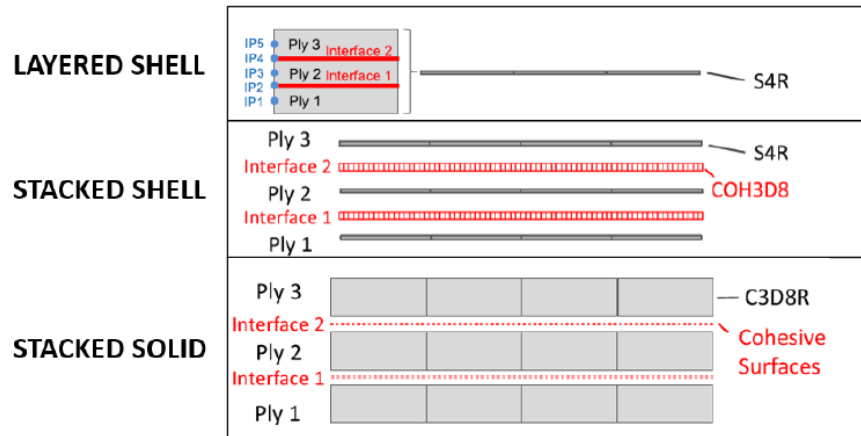 LAYERED SHELL
IP5
IP4
IP3
IP2
IP1
Ply 3 Interface 2
Ply 2 Interface 1
Ply 1
S4R
STACKED SHELL
Ply 3
Interface 2
Ply 2
Interface 1
Ply 1
S4R
COH3D8
STACKED SOLID
Ply 3
Interface 2
Ply 2
Interface 1
Ply 1
C3D8R
Cohesive
Surfaces